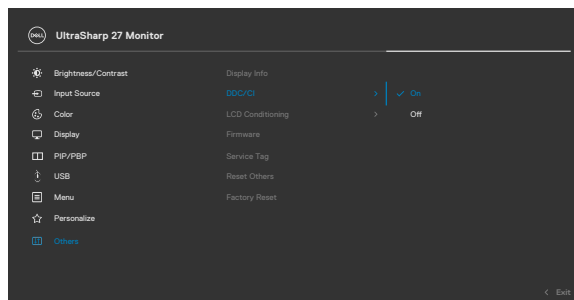 DELL UltraSharp 27 Monitor
Brightness/Contrast Display Info
Input Source DDC/CI > ✓ On
Color LCD Conditioning > Off
Display Firmware
PIP/PBP Service Tag
USB Reset Others
Menu Factory Reset
Personalize
Others
< Exit